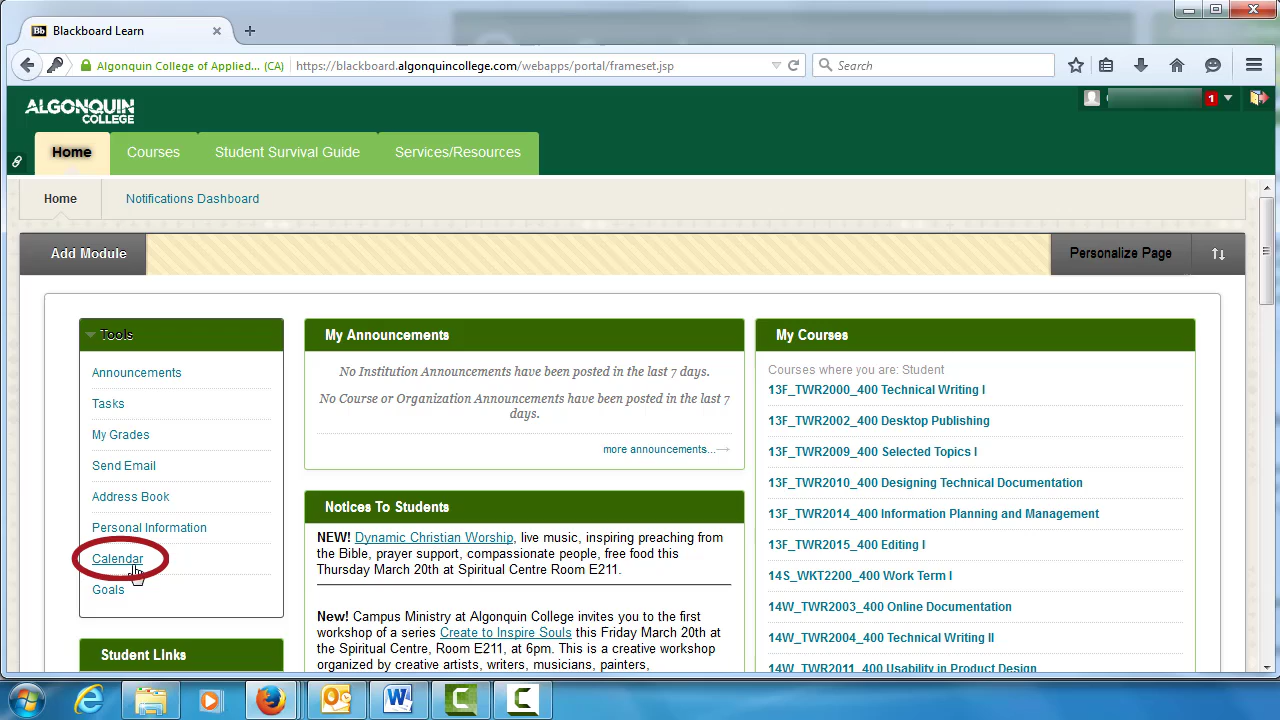 Blackboard Learn
Algonquin College of Applied... (CA)
https://blackboard.algonquincollege.com/webapps/portal/frameset.jsp
Search
ALGONQUIN
COLLEGE
1
Home
Courses
Student Survival Guide
Services/Resources
Home
Notifications Dashboard
Add Module
Personalize Page
Tools
Announcements
Tasks
My Grades
Send Email
Address Book
Personal Information
Calendar
Goals
Student Links
My Announcements
No Institution Announcements have been posted in the last 7 days.
No Course or Organization Announcements have been posted in the last 7
days.
more announcements...
Notices To Students
NEW! Dynamic Christian Worship, live music, inspiring preaching from
the Bible, prayer support, compassionate people, free food this
Thursday March 20th at Spiritual Centre Room E211.
New! Campus Ministry at Algonquin College invites you to the first
workshop of a series Create to Inspire Souls this Friday March 20th at
the Spiritual Centre, Room E211, at 6pm. This is a creative workshop
organized by creative artists, writers, musicians, painters,
My Courses
Courses where you are: Student
13F_TWR2000_400 Technical Writing I
13F_TWR2002_400 Desktop Publishing
13F_TWR2009_400 Selected Topics I
13F_TWR2010_400 Designing Technical Documentation
13F_TWR2014_400 Information Planning and Management
13F_TWR2015_400 Editing I
14S_WKT2200_400 Work Term I
14W_TWR2003_400 Online Documentation
14W_TWR2004_400 Technical Writing II
14W_TWR2011_400 Usability in Product Design